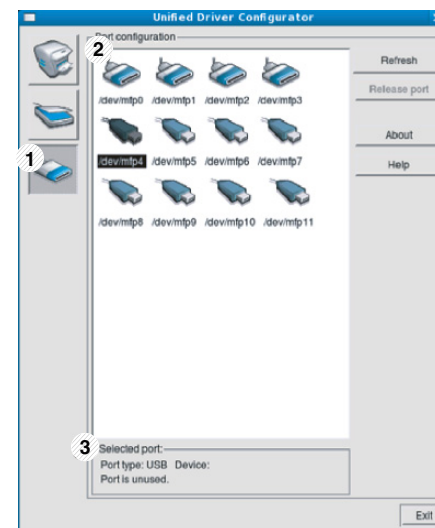 Unified Driver Configurator
Port configuration
2
/dev/mfp0 /dev/mfp1 /dev/mfp2 /dev/mfp3
/dev/mfp4 /dev/mfp5 /dev/mfp6 /dev/mfp7
/dev/mfp8 /dev/mfp9 /dev/mfp10 /dev/mfp11
Refresh
Release port
About
Help
1
3
Selected port:
Port type: USB Device:
Port is unused.
Exit